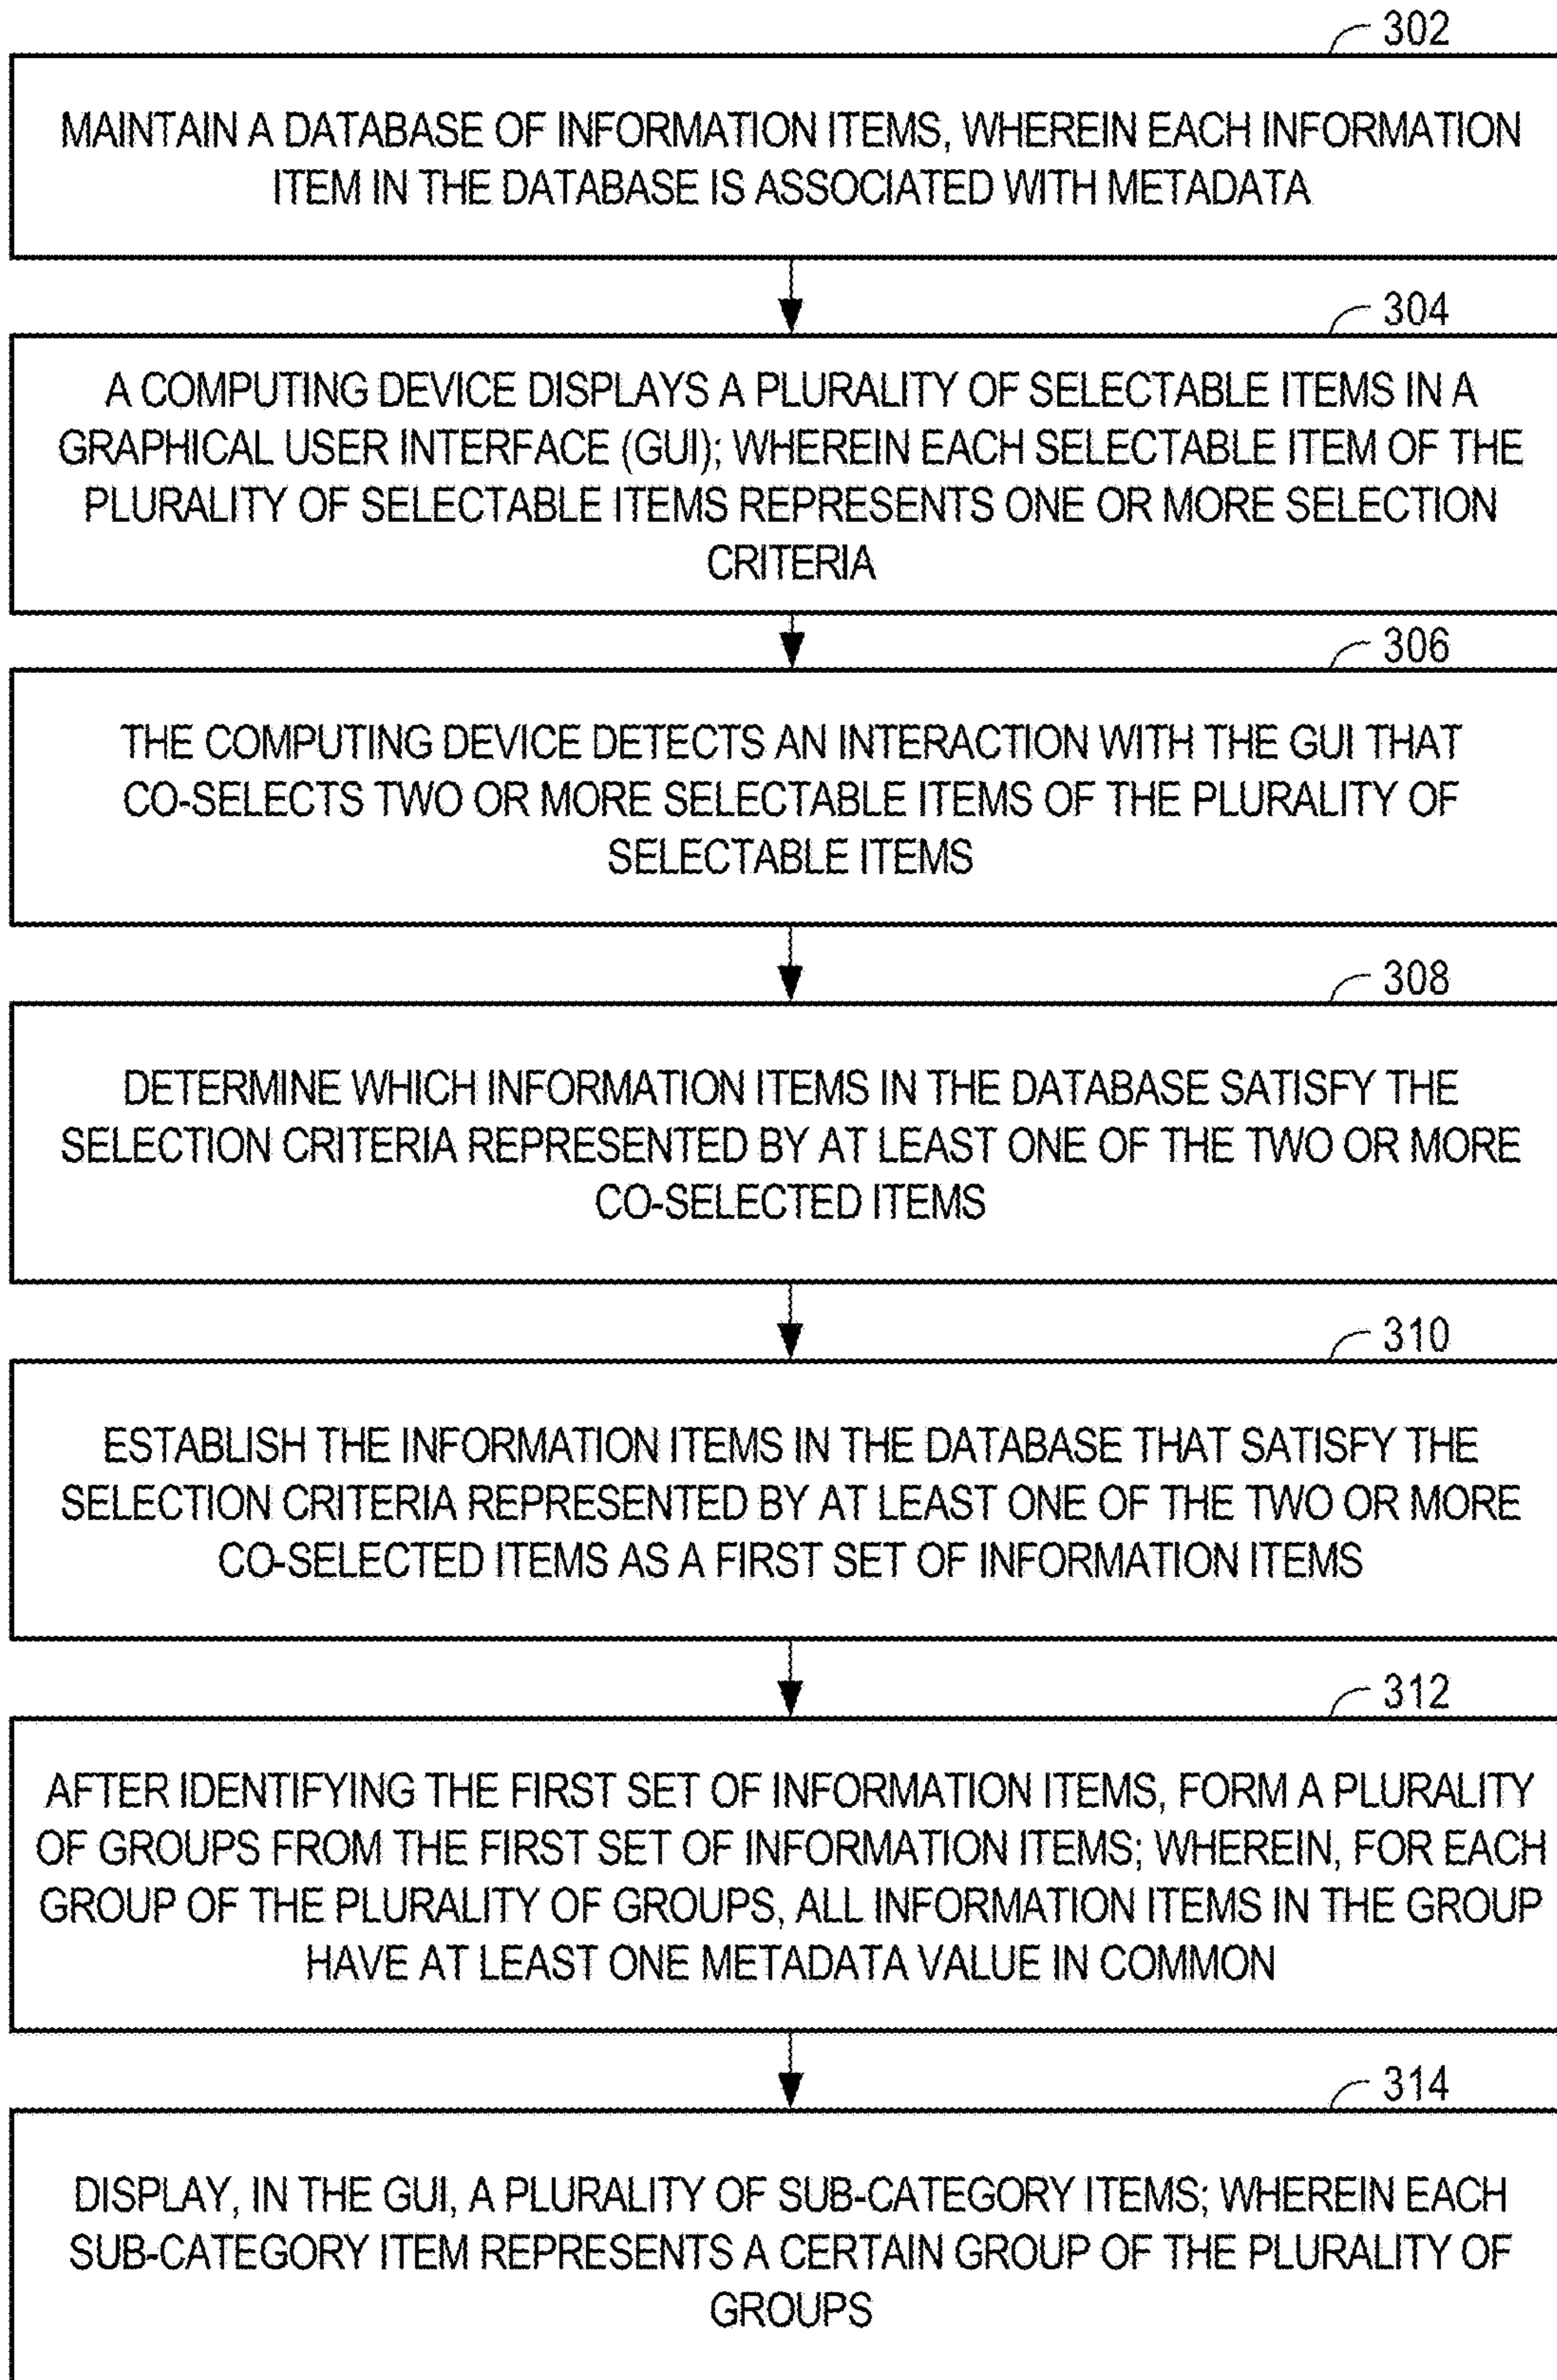 302
MAINTAIN A DATABASE OF INFORMATION ITEMS, WHEREIN EACH INFORMATION
ITEM IN THE DATABASE IS ASSOCIATED WITH METADATA
304
A COMPUTING DEVICE DISPLAYS A PLURALITY OF SELECTABLE ITEMS IN A
GRAPHICAL USER INTERFACE (GUI); WHEREIN EACH SELECTABLE ITEM OF THE
PLURALITY OF SELECTABLE ITEMS REPRESENTS ONE OR MORE SELECTION
CRITERIA
306
THE COMPUTING DEVICE DETECTS AN INTERACTION WITH THE GUI THAT
CO-SELECTS TWO OR MORE SELECTABLE ITEMS OF THE PLURALITY OF
SELECTABLE ITEMS
308
DETERMINE WHICH INFORMATION ITEMS IN THE DATABASE SATISFY THE
SELECTION CRITERIA REPRESENTED BY AT LEAST ONE OF THE TWO OR MORE
CO-SELECTED ITEMS
310
ESTABLISH THE INFORMATION ITEMS IN THE DATABASE THAT SATISFY THE
SELECTION CRITERIA REPRESENTED BY AT LEAST ONE OF THE TWO OR MORE
CO-SELECTED ITEMS AS A FIRST SET OF INFORMATION ITEMS
312
AFTER IDENTIFYING THE FIRST SET OF INFORMATION ITEMS, FORM A PLURALITY
OF GROUPS FROM THE FIRST SET OF INFORMATION ITEMS; WHEREIN, FOR EACH
GROUP OF THE PLURALITY OF GROUPS, ALL INFORMATION ITEMS IN THE GROUP
HAVE AT LEAST ONE METADATA VALUE IN COMMON
314
DISPLAY, IN THE GUI, A PLURALITY OF SUB-CATEGORY ITEMS; WHEREIN EACH
SUB-CATEGORY ITEM REPRESENTS A CERTAIN GROUP OF THE PLURALITY OF
GROUPS